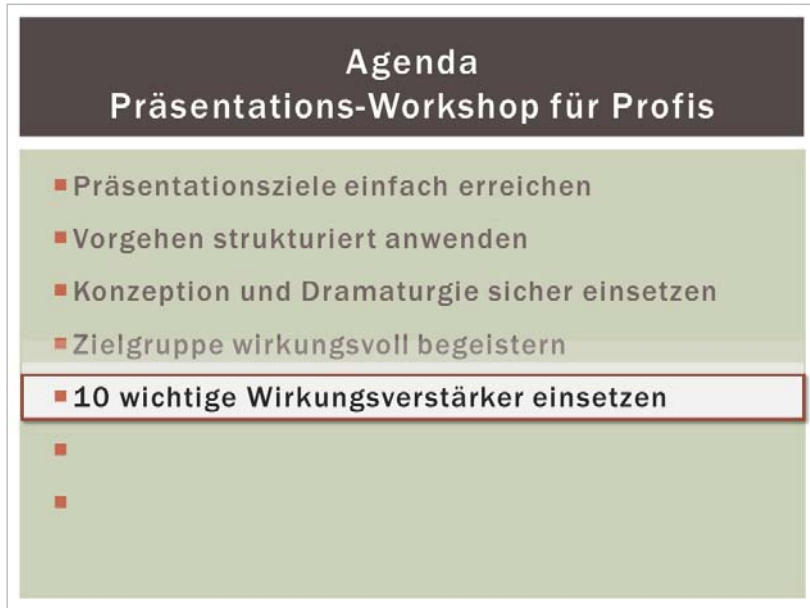 Agenda
Präsentations-Workshop für Profis
Präsentationsziele einfach erreichen
Vorgehen strukturiert anwenden
Konzeption und Dramaturgie sicher einsetzen
Zielgruppe wirkungsvoll begeistern
10 wichtige Wirkungsverstärker einsetzen